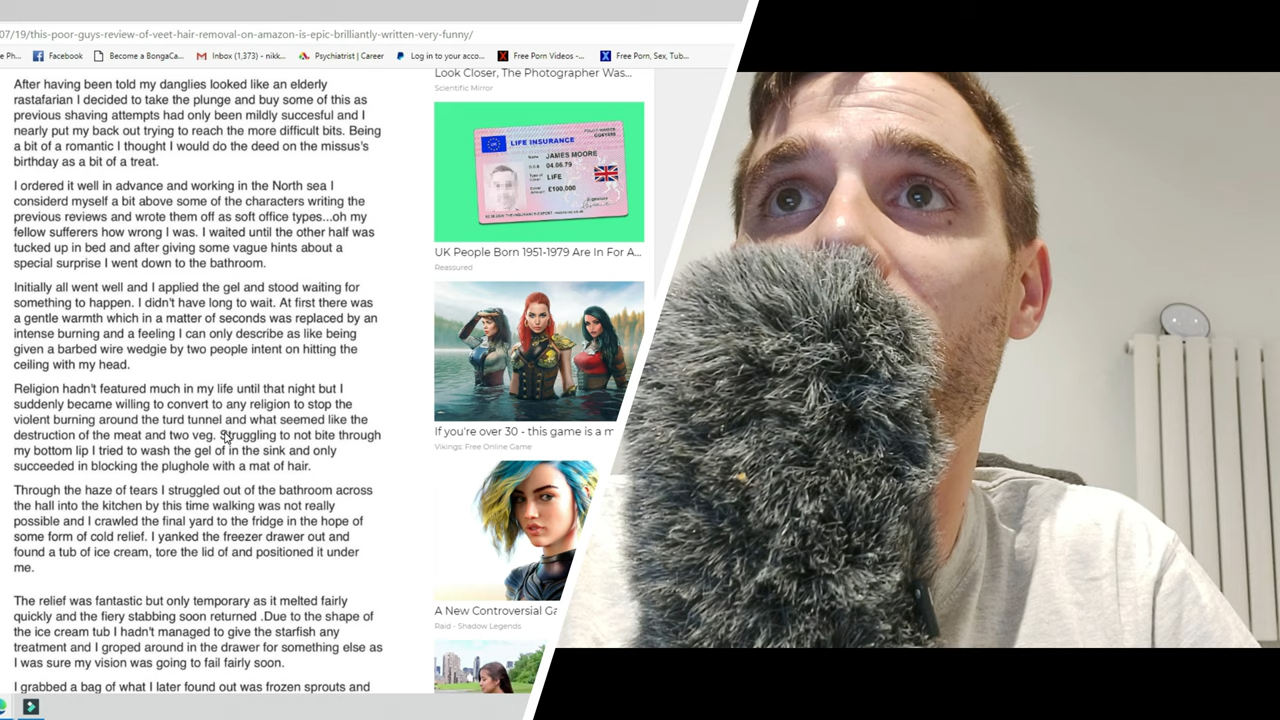 07/19/this-poor-guys-review-of-veet-hair-removal-on-amazon-is-epic-brilliantly-written-very-funny/
e Ph... Facebook Become a BongaCa... Inbox (1,373) - nikk... Psychiatrist | Career Log in to your acco... Free Porn Videos -... Free Porn, Sex, Tub...
After having been told my danglies looked like an elderly
rastafarian I decided to take the plunge and buy some of this as
previous shaving attempts had only been mildly succesful and I
nearly put my back out trying to reach the more difficult bits. Being
a bit of a romantic I thought I would do the deed on the missus's
birthday as a bit of a treat.
I ordered it well in advance and working in the North sea I
considerd myself a bit above some of the characters writing the
previous reviews and wrote them off as soft office types...oh my
fellow sufferers how wrong I was. I waited until the other half was
tucked up in bed and after giving some vague hints about a
special surprise I went down to the bathroom.
Initially all went well and I applied the gel and stood waiting for
something to happen. I didn't have long to wait. At first there was
a gentle warmth which in a matter of seconds was replaced by an
intense burning and a feeling I can only describe as like being
given a barbed wire wedgie by two people intent on hitting the
ceiling with my head.
Religion hadn't featured much in my life until that night but I
suddenly became willing to convert to any religion to stop the
violent burning around the turd tunnel and what seemed like the
destruction of the meat and two veg. Struggling to not bite through
my bottom lip I tried to wash the gel of in the sink and only
succeeded in blocking the plughole with a mat of hair.
Through the haze of tears I struggled out of the bathroom across
the hall into the kitchen by this time walking was not really
possible and I crawled the final yard to the fridge in the hope of
some form of cold relief. I yanked the freezer drawer out and
found a tub of ice cream, tore the lid of and positioned it under
me.
The relief was fantastic but only temporary as it melted fairly
quickly and the fiery stabbing soon returned .Due to the shape of
the ice cream tub I hadn't managed to give the starfish any
treatment and I groped around in the drawer for something else as
I was sure my vision was going to fail fairly soon.
I grabbed a bag of what I later found out was frozen sprouts and
Look Closer, The Photographer Was...
Scientific Mirror
LIFE INSURANCE
Name JAMES MOORE
04.06.79
Type of LIFE
£100,000
UK People Born 1951-1979 Are In For A...
Reassured
If you're over 30 - this game is a m
Vikings: Free Online Game
A New Controversial Ga
Raid - Shadow Legends